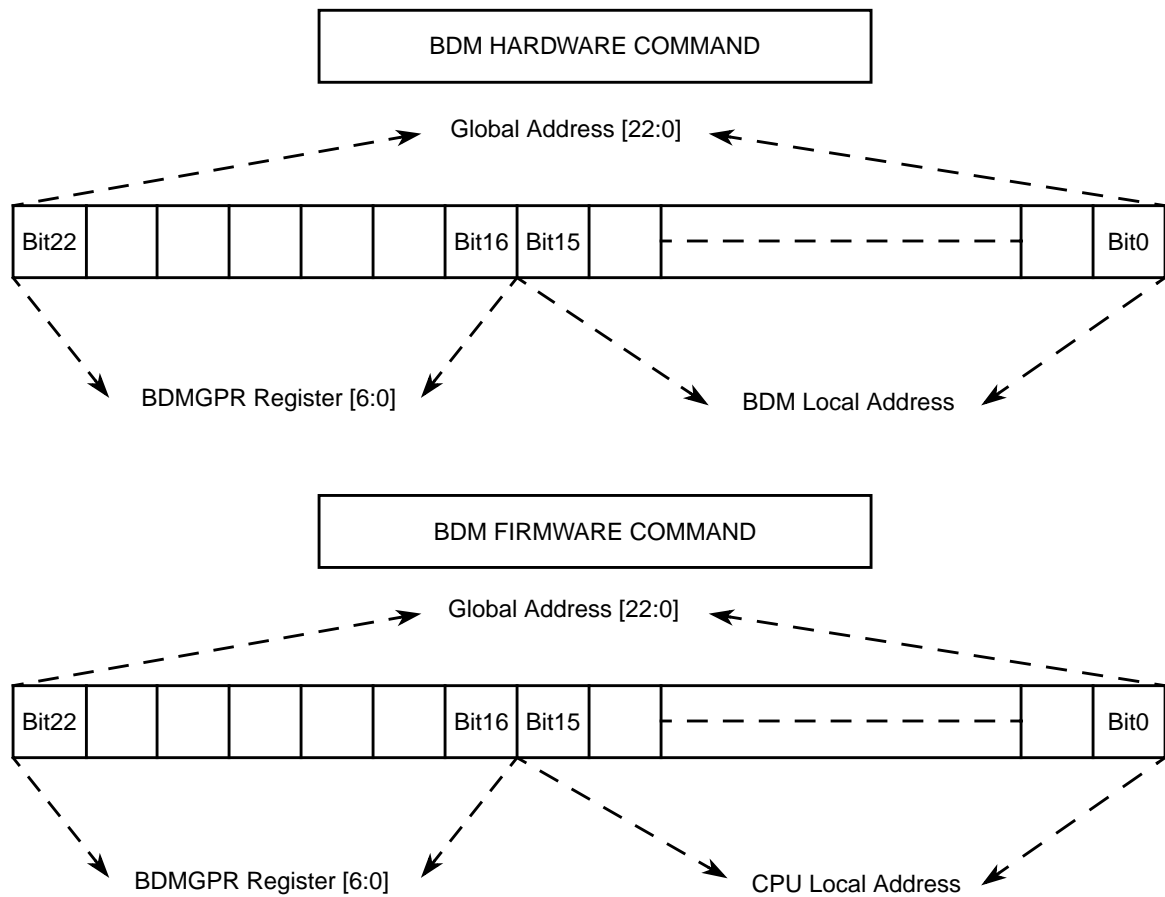 BDM HARDWARE COMMAND
Global Address [22:0]
Bit22 Bit16 Bit15 Bit0
BDMGPR Register [6:0] BDM Local Address
BDM FIRMWARE COMMAND
Global Address [22:0]
Bit22 Bit16 Bit15 Bit0
BDMGPR Register [6:0] CPU Local Address